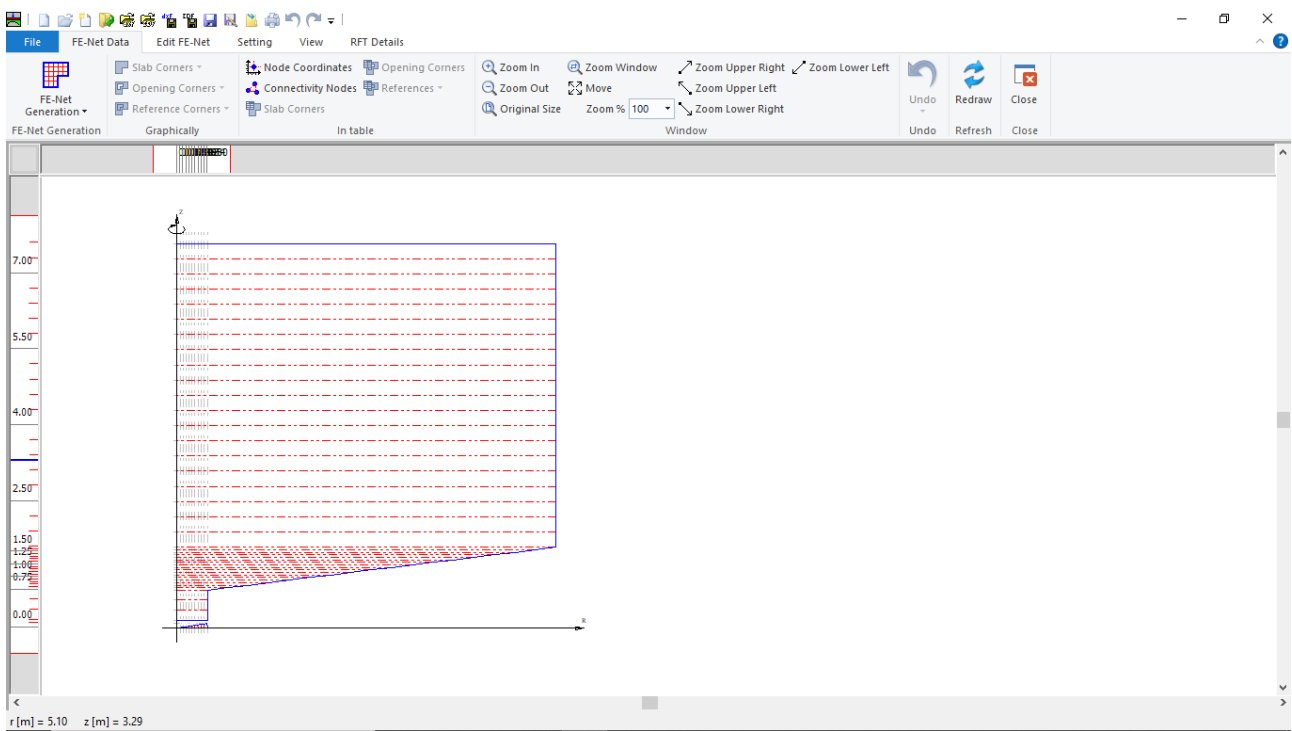 File FE-Net Data Edit FE-Net Setting View RFT Details
Slab Corners Node Coordinates Opening Corners Zoom In Zoom Window Zoom Upper Right Zoom Lower Left
Opening Corners Connectivity Nodes References Zoom Out Move Zoom Upper Left
FE-Net Generation Reference Corners Slab Corners Original Size Zoom % 100 Zoom Lower Right Undo Redraw Close
FE-Net Generation Graphically In table Window Undo Refresh Close
z
7.00
5.50
4.00
2.50
1.50
1.25
1.00
0.75
0.00
R
r [m] = 5.10 z [m] = 3.29